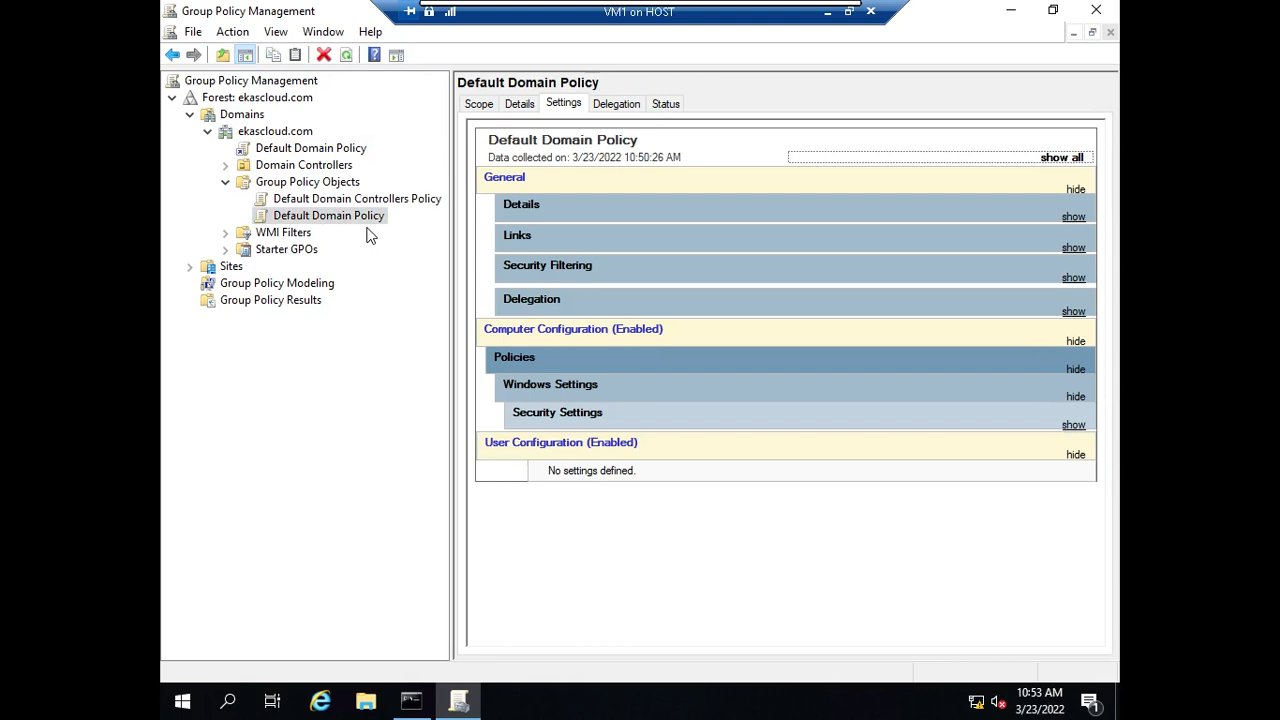 Group Policy Management
VM1 on HOST
File Action View Window Help
Group Policy Management
Forest: ekascloud.com
Domains
ekascloud.com
Default Domain Policy
Domain Controllers
Group Policy Objects
Default Domain Controllers Policy
Default Domain Policy
WMI Filters
Starter GPOs
Sites
Group Policy Modeling
Group Policy Results
Default Domain Policy
Scope Details Settings Delegation Status
Default Domain Policy
Data collected on: 3/23/2022 10:50:26 AM show all
General
hide
Details
show
Links
show
Security Filtering
show
Delegation
show
Computer Configuration (Enabled)
hide
Policies
hide
Windows Settings
hide
Security Settings
show
User Configuration (Enabled)
hide
No settings defined.
10:53 AM
3/23/2022
1